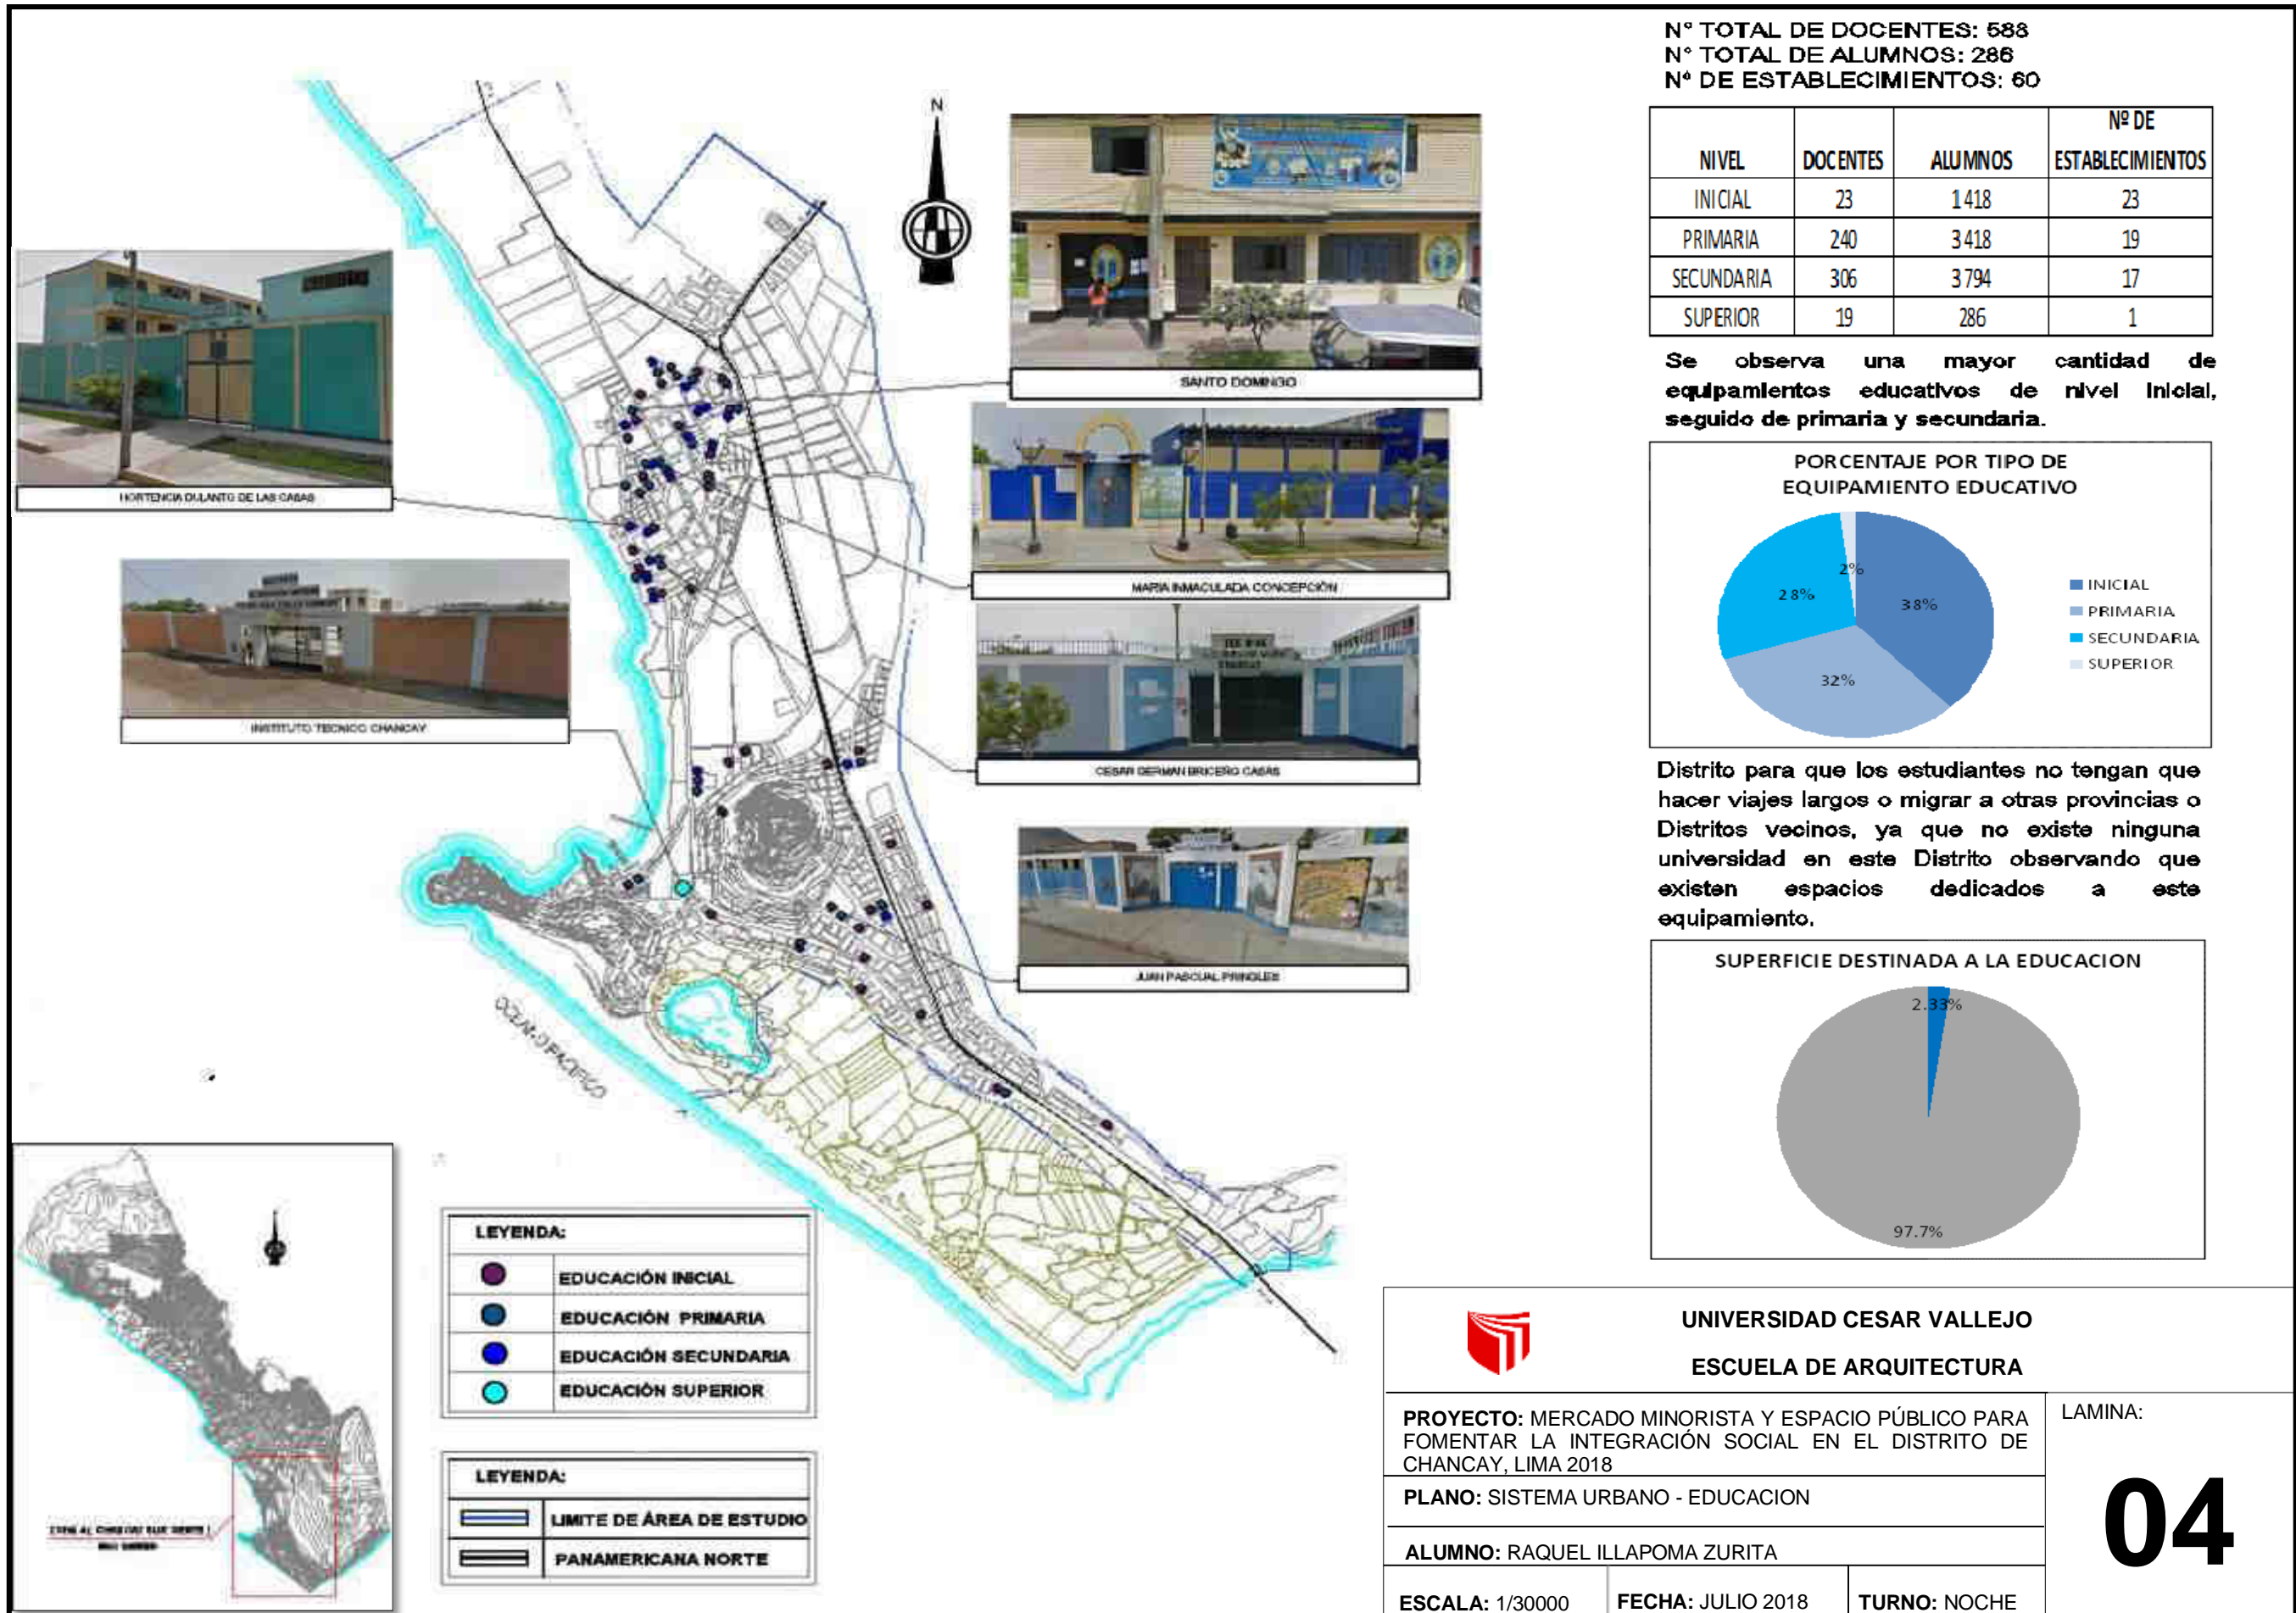 N° TOTAL DE DOCENTES: 588
N° TOTAL DE ALUMNOS: 286
N° DE ESTABLECIMIENTOS: 60
NIVEL DOCENTES ALUMNOS Nº DE ESTABLECIMIENTOS
INICIAL 23 1 418 23
PRIMARIA 240 3 418 19
SECUNDARIA 306 3 794 17
SUPERIOR 19 286 1
Se observa una mayor cantidad de
equipamientos educativos de nivel Inicial,
seguido de primaria y secundaria.
PORCENTAJE POR TIPO DE
EQUIPAMIENTO EDUCATIVO
2%
28%
38%
32%
INICIAL
PRIMARIA
SECUNDARIA
SUPERIOR
Distrito para que los estudiantes no tengan que
hacer viajes largos o migrar a otras provincias o
Distritos vecinos, ya que no existe ninguna
universidad en este Distrito observando que
existen espacios dedicados a este
equipamiento.
SUPERFICIE DESTINADA A LA EDUCACION
2.33%
97.7%
N
SANTO DOMINGO
HORTENCIA DULANTO DE LAS CASAS
MARIA INMACULADA CONCEPCIÓN
INSTITUTO TECNICO CHANCAY
CESAR GERMAN BRICEÑO CASAS
JUAN PASCUAL PRINGLES
OCEANO PACIFICO
LEYENDA:
EDUCACIÓN INICIAL
EDUCACIÓN PRIMARIA
EDUCACIÓN SECUNDARIA
EDUCACIÓN SUPERIOR
LEYENDA:
LIMITE DE ÁREA DE ESTUDIO
PANAMERICANA NORTE
UNIVERSIDAD CESAR VALLEJO
ESCUELA DE ARQUITECTURA
PROYECTO: MERCADO MINORISTA Y ESPACIO PÚBLICO PARA
FOMENTAR LA INTEGRACIÓN SOCIAL EN EL DISTRITO DE
CHANCAY, LIMA 2018
PLANO: SISTEMA URBANO - EDUCACION
ALUMNO: RAQUEL ILLAPOMA ZURITA
ESCALA: 1/30000 FECHA: JULIO 2018 TURNO: NOCHE
LAMINA:
04